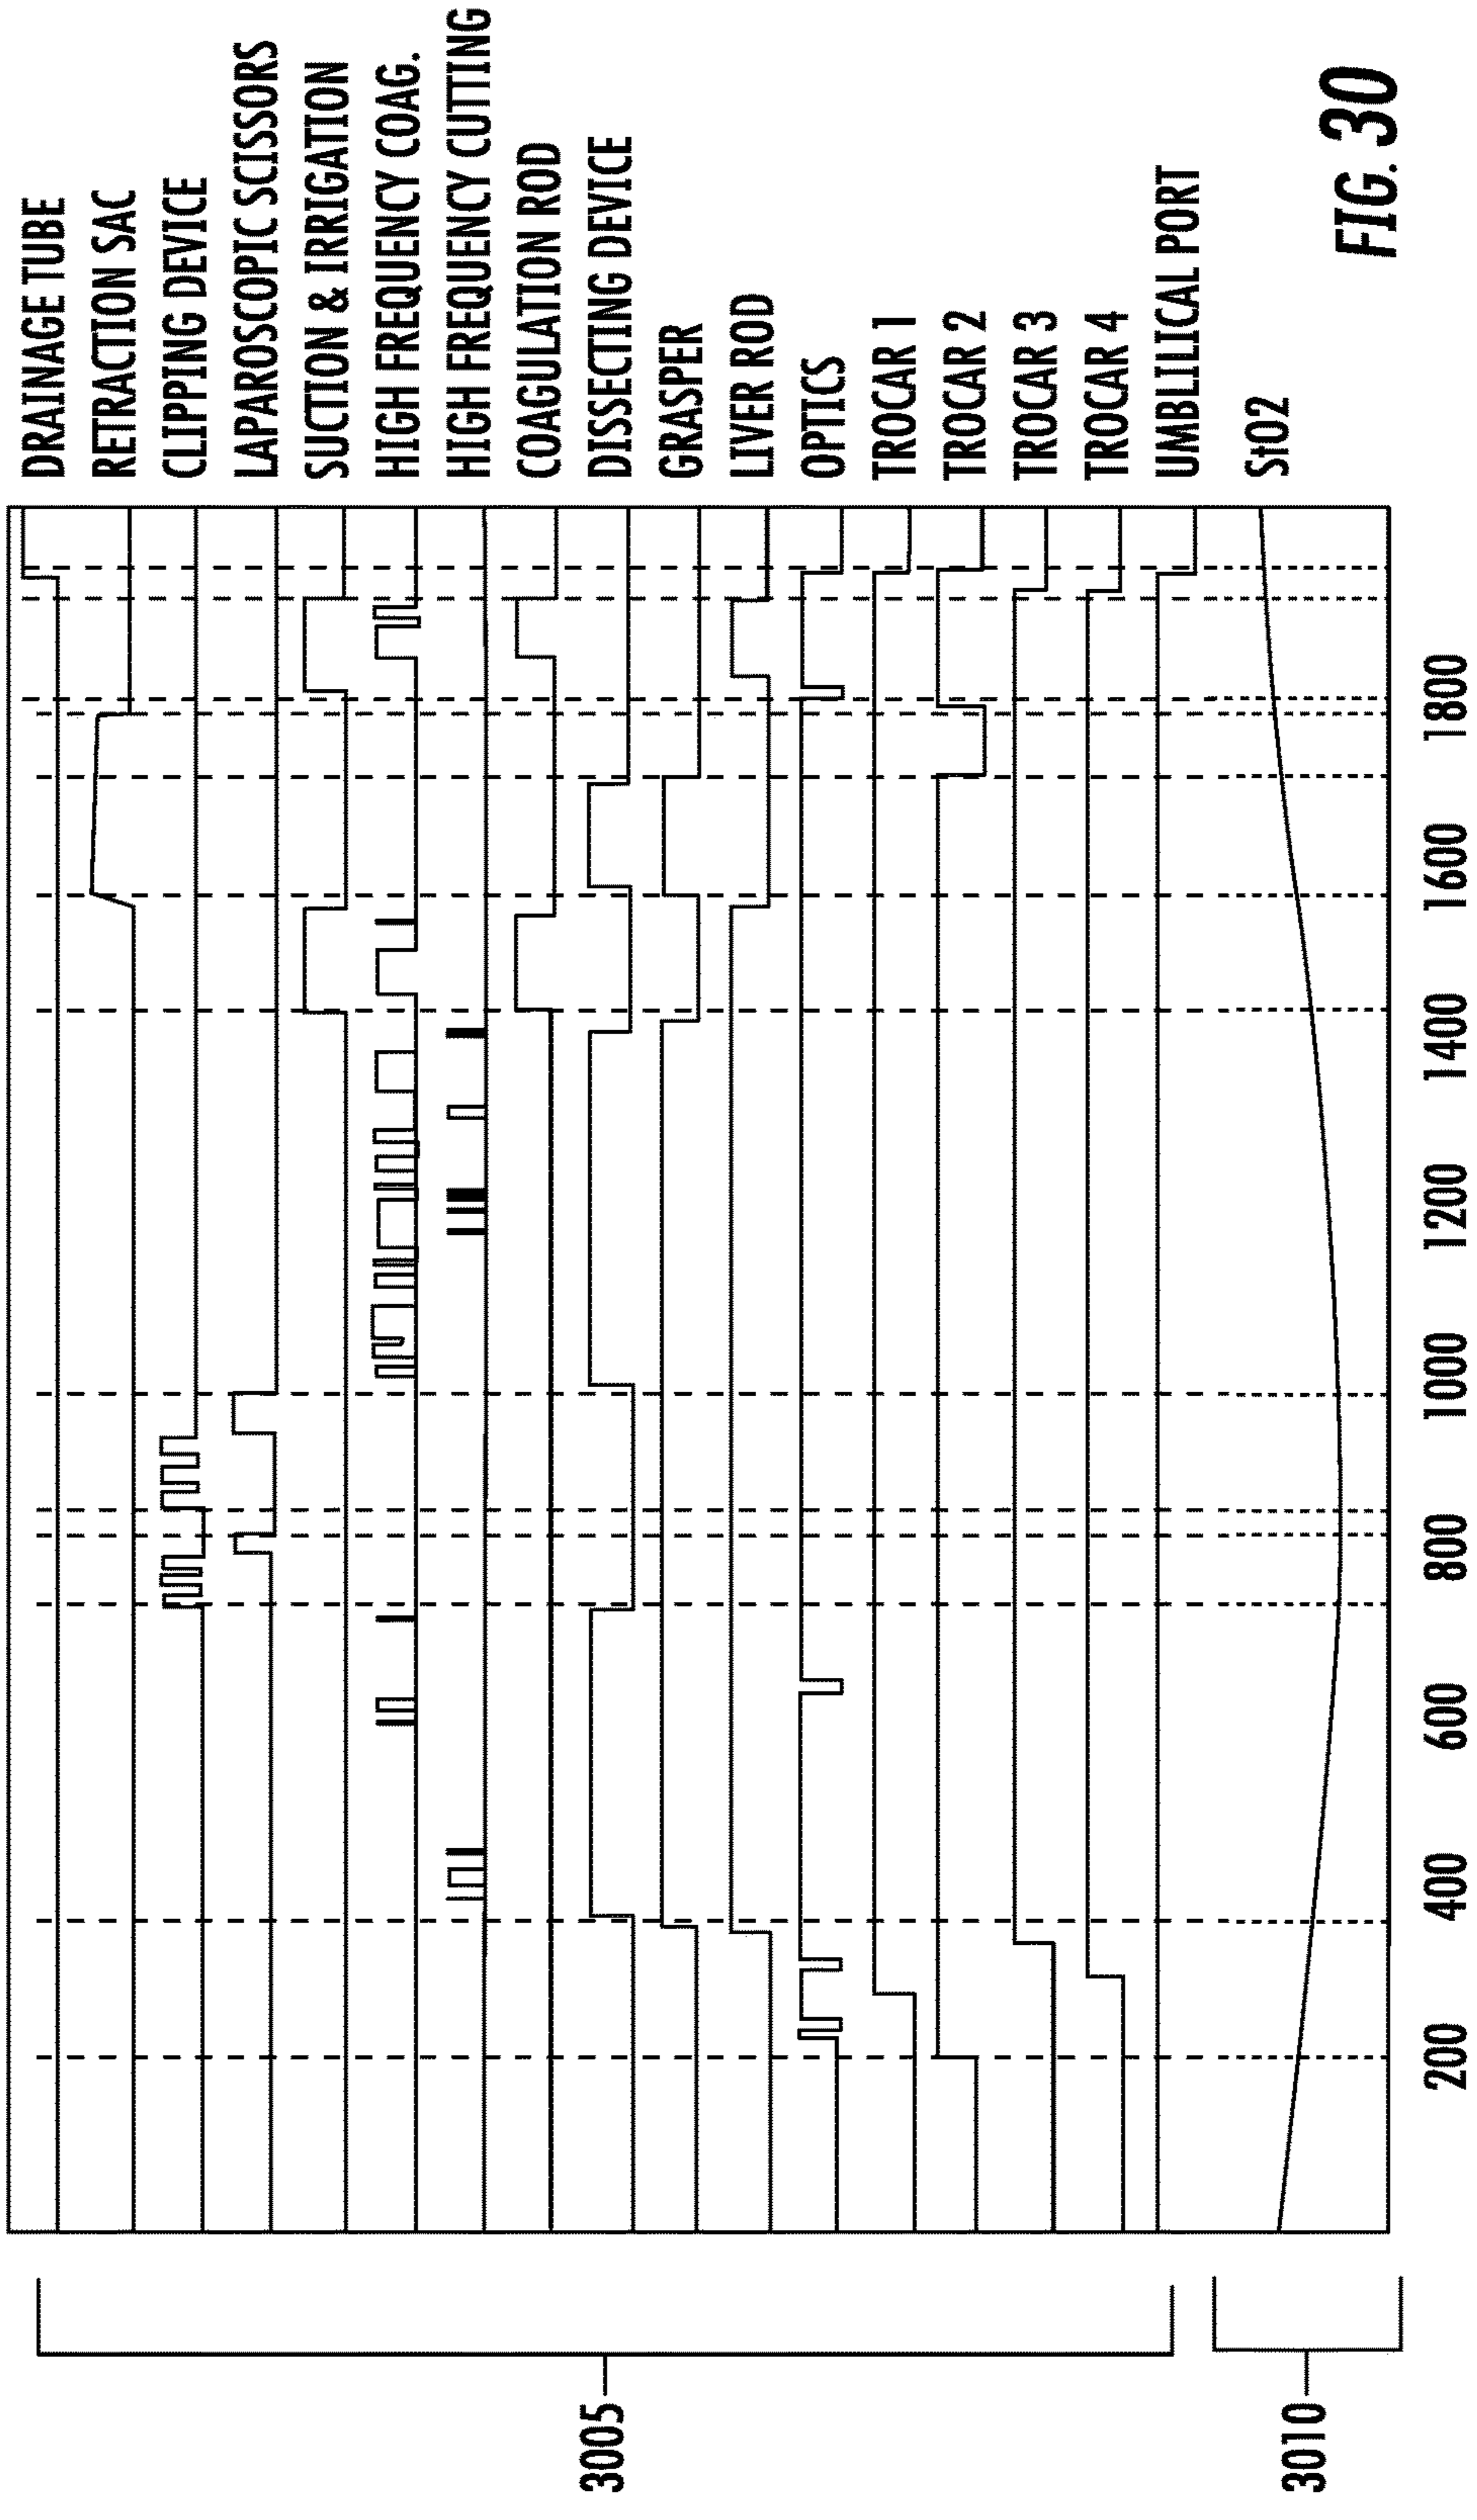 DRAINAGE TUBE
RETRACTION SAC
CLIPPING DEVICE
LAPAROSCOPIC SCISSORS
SUCTION & IRRIGATION
HIGH FREQUENCY COAG.
HIGH FREQUENCY CUTTING
COAGULATION ROD
DISSECTING DEVICE
GRASPER
LIVER ROD
OPTICS
TROCAR 1
TROCAR 2
TROCAR 3
TROCAR 4
UMBLILICAL PORT
StO2
3005
3010
200 400 600 800 1000 1200 1400 1600 1800
FIG. 30